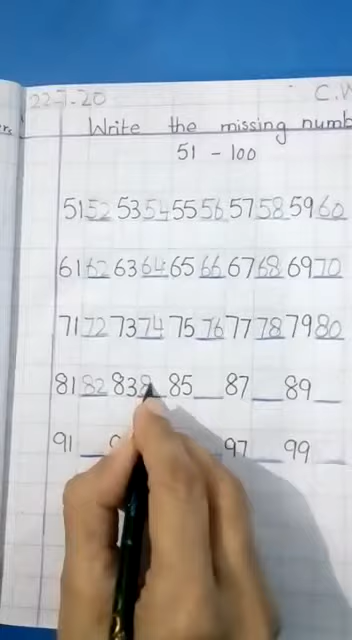 22-7-20 C.W
Write the missing numb
51 - 100
51 52 53 54 55 56 57 58 59 60
61 62 63 64 65 66 67 68 69 70
71 72 73 74 75 76 77 78 79 80
81 82 83 8 85 __ 87 __ 89 __
91 __ 97 __ 99 __